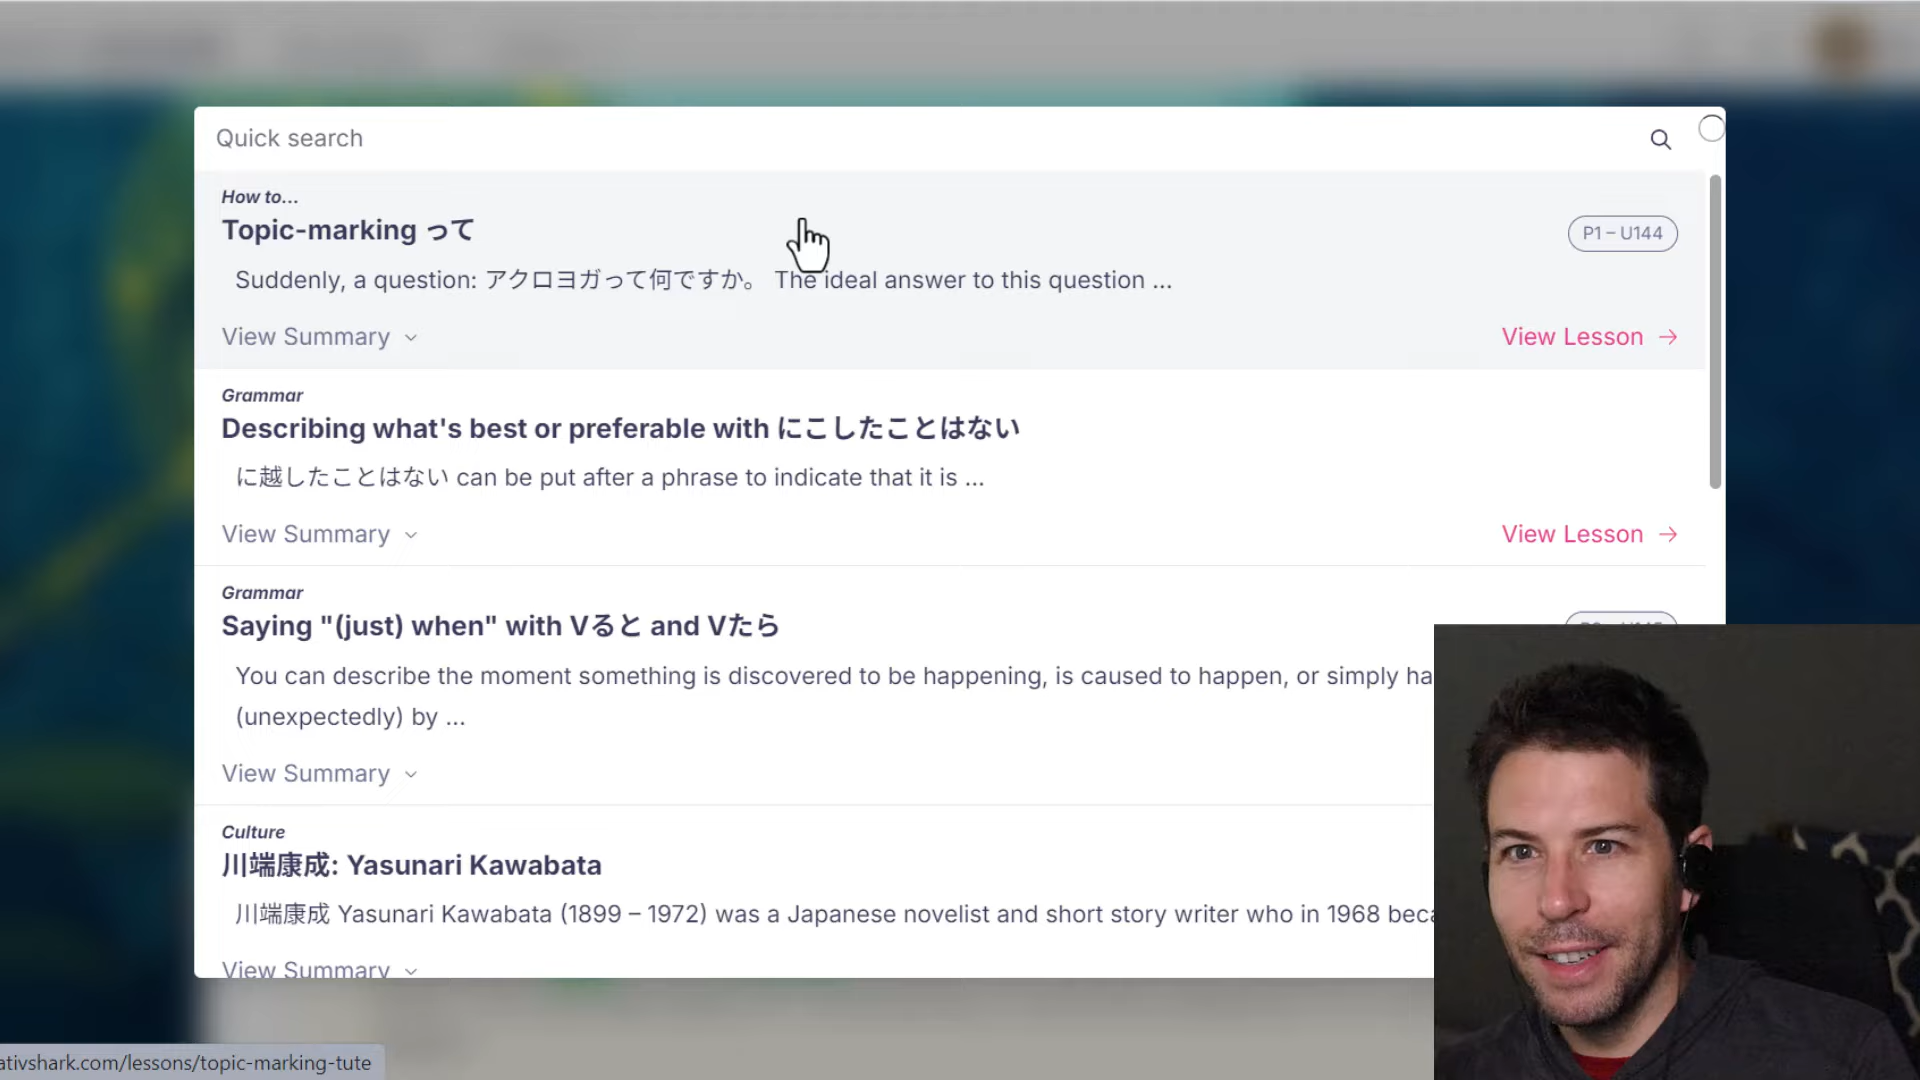 Quick search
How to...
Topic-marking って
P1 – U144
Suddenly, a question: アクロヨガって何ですか。 The ideal answer to this question ...
View Summary
View Lesson →
Grammar
Describing what's best or preferable with にこしたことはない
に越したことはない can be put after a phrase to indicate that it is ...
View Summary
View Lesson →
Grammar
Saying "(just) when" with Vると and Vたら
You can describe the moment something is discovered to be happening, is caused to happen, or simply ha
(unexpectedly) by ...
View Summary
Culture
川端康成: Yasunari Kawabata
川端康成 Yasunari Kawabata (1899 – 1972) was a Japanese novelist and short story writer who in 1968 beca
View Summary
ativshark.com/lessons/topic-marking-tute